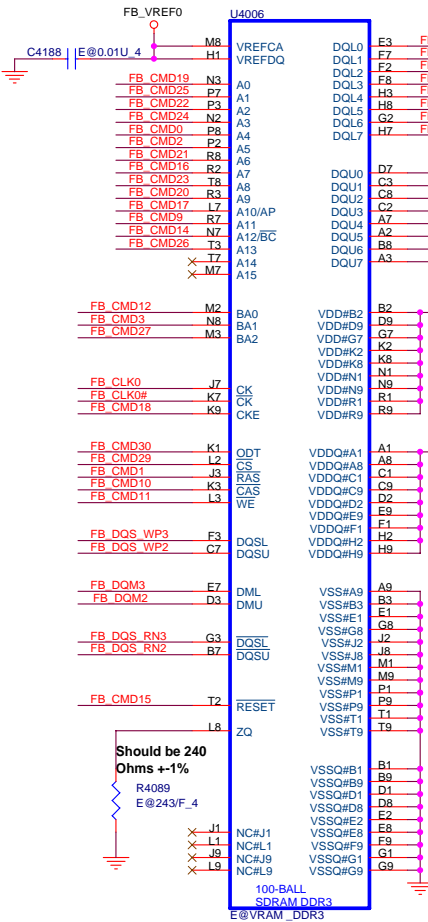 FB_VREF0
U4006
C4188
E@0.01U_4
M8 VREFCA
H1 VREFDQ
FB_CMD19 N3 A0
FB_CMD25 P7 A1
FB_CMD22 P3 A2
FB_CMD24 N2 A3
FB_CMD0 P8 A4
FB_CMD2 P2 A5
FB_CMD21 R8 A6
FB_CMD16 R2 A7
FB_CMD23 T8 A8
FB_CMD20 R3 A9
FB_CMD17 L7 A10/AP
FB_CMD9 R7 A11
FB_CMD14 N7 A12/BC
FB_CMD26 T3 A13
T7 A14
M7 A15
FB_CMD12 M2 BA0
FB_CMD3 N8 BA1
FB_CMD27 M3 BA2
FB_CLK0 J7 CK
FB_CLK0# K7 CK
FB_CMD18 K9 CKE
FB_CMD30 K1 ODT
FB_CMD29 L2 CS
FB_CMD1 J3 RAS
FB_CMD10 K3 CAS
FB_CMD11 L3 WE
FB_DQS_WP3 F3 DQSL
FB_DQS_WP2 C7 DQSU
FB_DQM3 E7 DML
FB_DQM2 D3 DMU
FB_DQS_RN3 G3 DQSL
FB_DQS_RN2 B7 DQSU
FB_CMD15 T2 RESET
L8 ZQ
Should be 240
Ohms +-1%
R4089
E@243/F_4
J1 NC#J1
L1 NC#L1
J9 NC#J9
L9 NC#L9
DQL0 E3
DQL1 F7
DQL2 F2
DQL3 F8
DQL4 H3
DQL5 H8
DQL6 G2
DQL7 H7
DQU0 D7
DQU1 C3
DQU2 C8
DQU3 C2
DQU4 A7
DQU5 A2
DQU6 B8
DQU7 A3
VDD#B2 B2
VDD#D9 D9
VDD#G7 G7
VDD#K2 K2
VDD#K8 K8
VDD#N1 N1
VDD#N9 N9
VDD#R1 R1
VDD#R9 R9
VDDQ#A1 A1
VDDQ#A8 A8
VDDQ#C1 C1
VDDQ#C9 C9
VDDQ#D2 D2
VDDQ#E9 E9
VDDQ#F1 F1
VDDQ#H2 H2
VDDQ#H9 H9
VSS#A9 A9
VSS#B3 B3
VSS#E1 E1
VSS#G8 G8
VSS#J2 J2
VSS#J8 J8
VSS#M1 M1
VSS#M9 M9
VSS#P1 P1
VSS#P9 P9
VSS#T1 T1
VSS#T9 T9
VSSQ#B1 B1
VSSQ#B9 B9
VSSQ#D1 D1
VSSQ#D8 D8
VSSQ#E2 E2
VSSQ#E8 E8
VSSQ#F9 F9
VSSQ#G1 G1
VSSQ#G9 G9
100-BALL
SDRAM DDR3
E@VRAM _DDR3